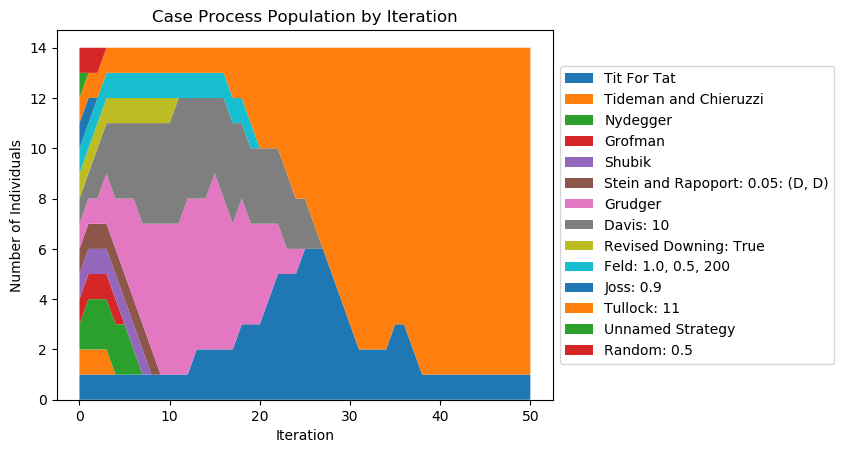 Case Process Population by Iteration
14
12
10
8
6
4
2
0
Number of Individuals
0 10 20 30 40 50
Iteration
Tit For Tat
Tideman and Chieruzzi
Nydegger
Grofman
Shubik
Stein and Rapoport: 0.05: (D, D)
Grudger
Davis: 10
Revised Downing: True
Feld: 1.0, 0.5, 200
Joss: 0.9
Tullock: 11
Unnamed Strategy
Random: 0.5